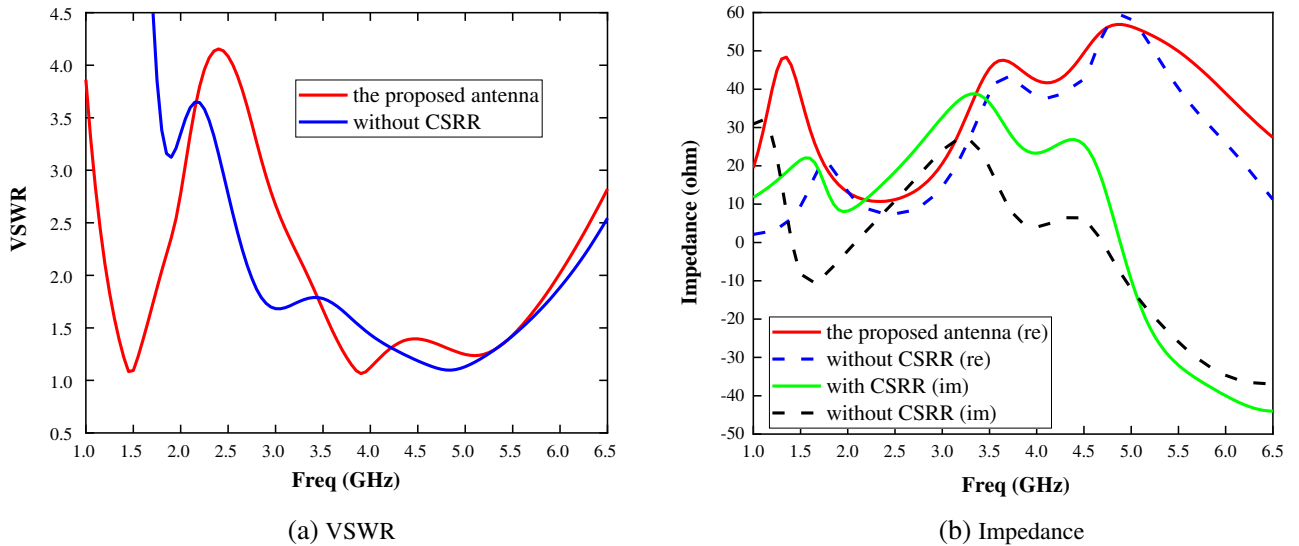 4.5
4.0
3.5
3.0
2.5
2.0
1.5
1.0
0.5
VSWR
the proposed antenna
without CSRR
1.0 1.5 2.0 2.5 3.0 3.5 4.0 4.5 5.0 5.5 6.0 6.5
Freq (GHz)
(a) VSWR
60
50
40
30
20
10
0
-10
-20
-30
-40
-50
Impedance (ohm)
the proposed antenna (re)
without CSRR (re)
with CSRR (im)
without CSRR (im)
1.0 1.5 2.0 2.5 3.0 3.5 4.0 4.5 5.0 5.5 6.0 6.5
Freq (GHz)
(b) Impedance